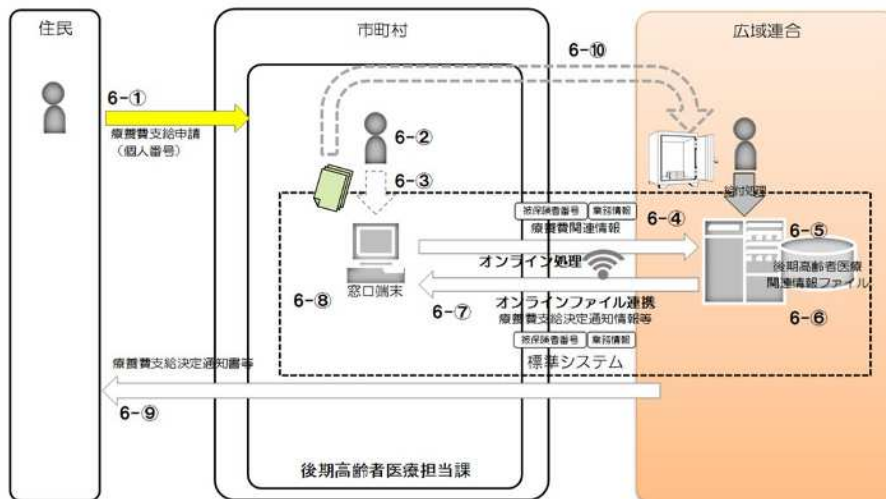 住民
市町村
広域連合
6-⑩
6-①
療養費支給申請
（個人番号）
6-②
6-③
給付処理
被保険者番号 業務情報
療養費関連情報
6-④
6-⑤
オンライン処理
後期高齢者医療
関連情報ファイル
窓口端末
6-⑧
6-⑦
オンラインファイル連携
療養費支給決定通知情報等
6-⑥
被保険者番号 業務情報
標準システム
療養費支給決定通知書等
6-⑨
後期高齢者医療担当課